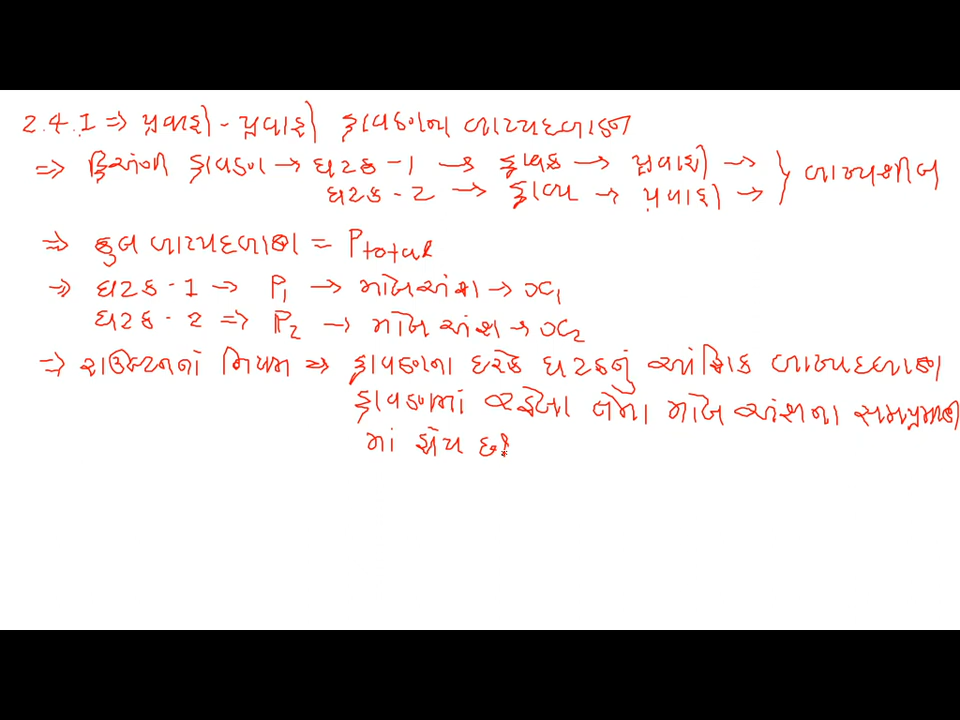 2.4.1 ⇒ પ્રવાહી - પ્રવાહી દ્રાવણના બાષ્પદબાણ
⇒ દ્વિઅંગી દ્રાવણ → ઘટક - 1 → દ્રાવક → પ્રવાહી → } બાષ્પશીલ
ઘટક - 2 → દ્રાવ્ય → પ્રવાહી →
⇒ કુલ બાષ્પદબાણ = Ptotal
⇒ ઘટક - 1 → P₁ → મોલઅંશ → x₁
ઘટક - 2 ⇒ P₂ → મોલ અંશ → x₂
⇒ રાઉલ્ટનો નિયમ ⇒ દ્રાવણના દરેક ઘટકનું આંશિક બાષ્પદબાણ
દ્રાવણમાં રહેલા તેના મોલ અંશના સમપ્રમાણ
માં હોય છે